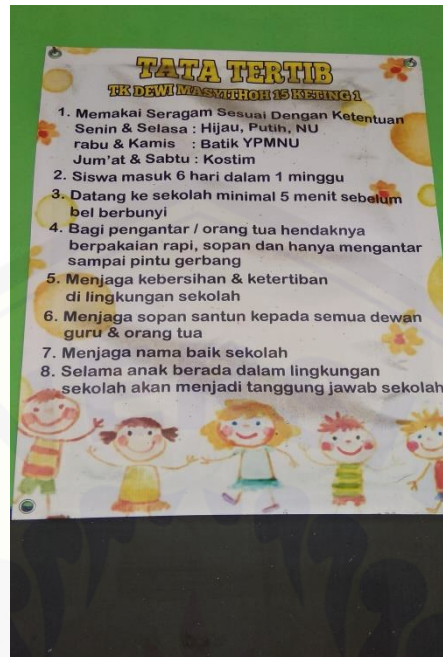 TATA TERTIB
TK DEWI MASYITHOH 15 KETING 1
1. Memakai Seragam Sesuai Dengan Ketentuan
Senin & Selasa : Hijau, Putih, NU
rabu & Kamis : Batik YPMNU
Jum'at & Sabtu : Kostim
2. Siswa masuk 6 hari dalam 1 minggu
3. Datang ke sekolah minimal 5 menit sebelum
bel berbunyi
4. Bagi pengantar / orang tua hendaknya
berpakaian rapi, sopan dan hanya mengantar
sampai pintu gerbang
5. Menjaga kebersihan & ketertiban
di lingkungan sekolah
6. Menjaga sopan santun kepada semua dewan
guru & orang tua
7. Menjaga nama baik sekolah
8. Selama anak berada dalam lingkungan
sekolah akan menjadi tanggung jawab sekolah